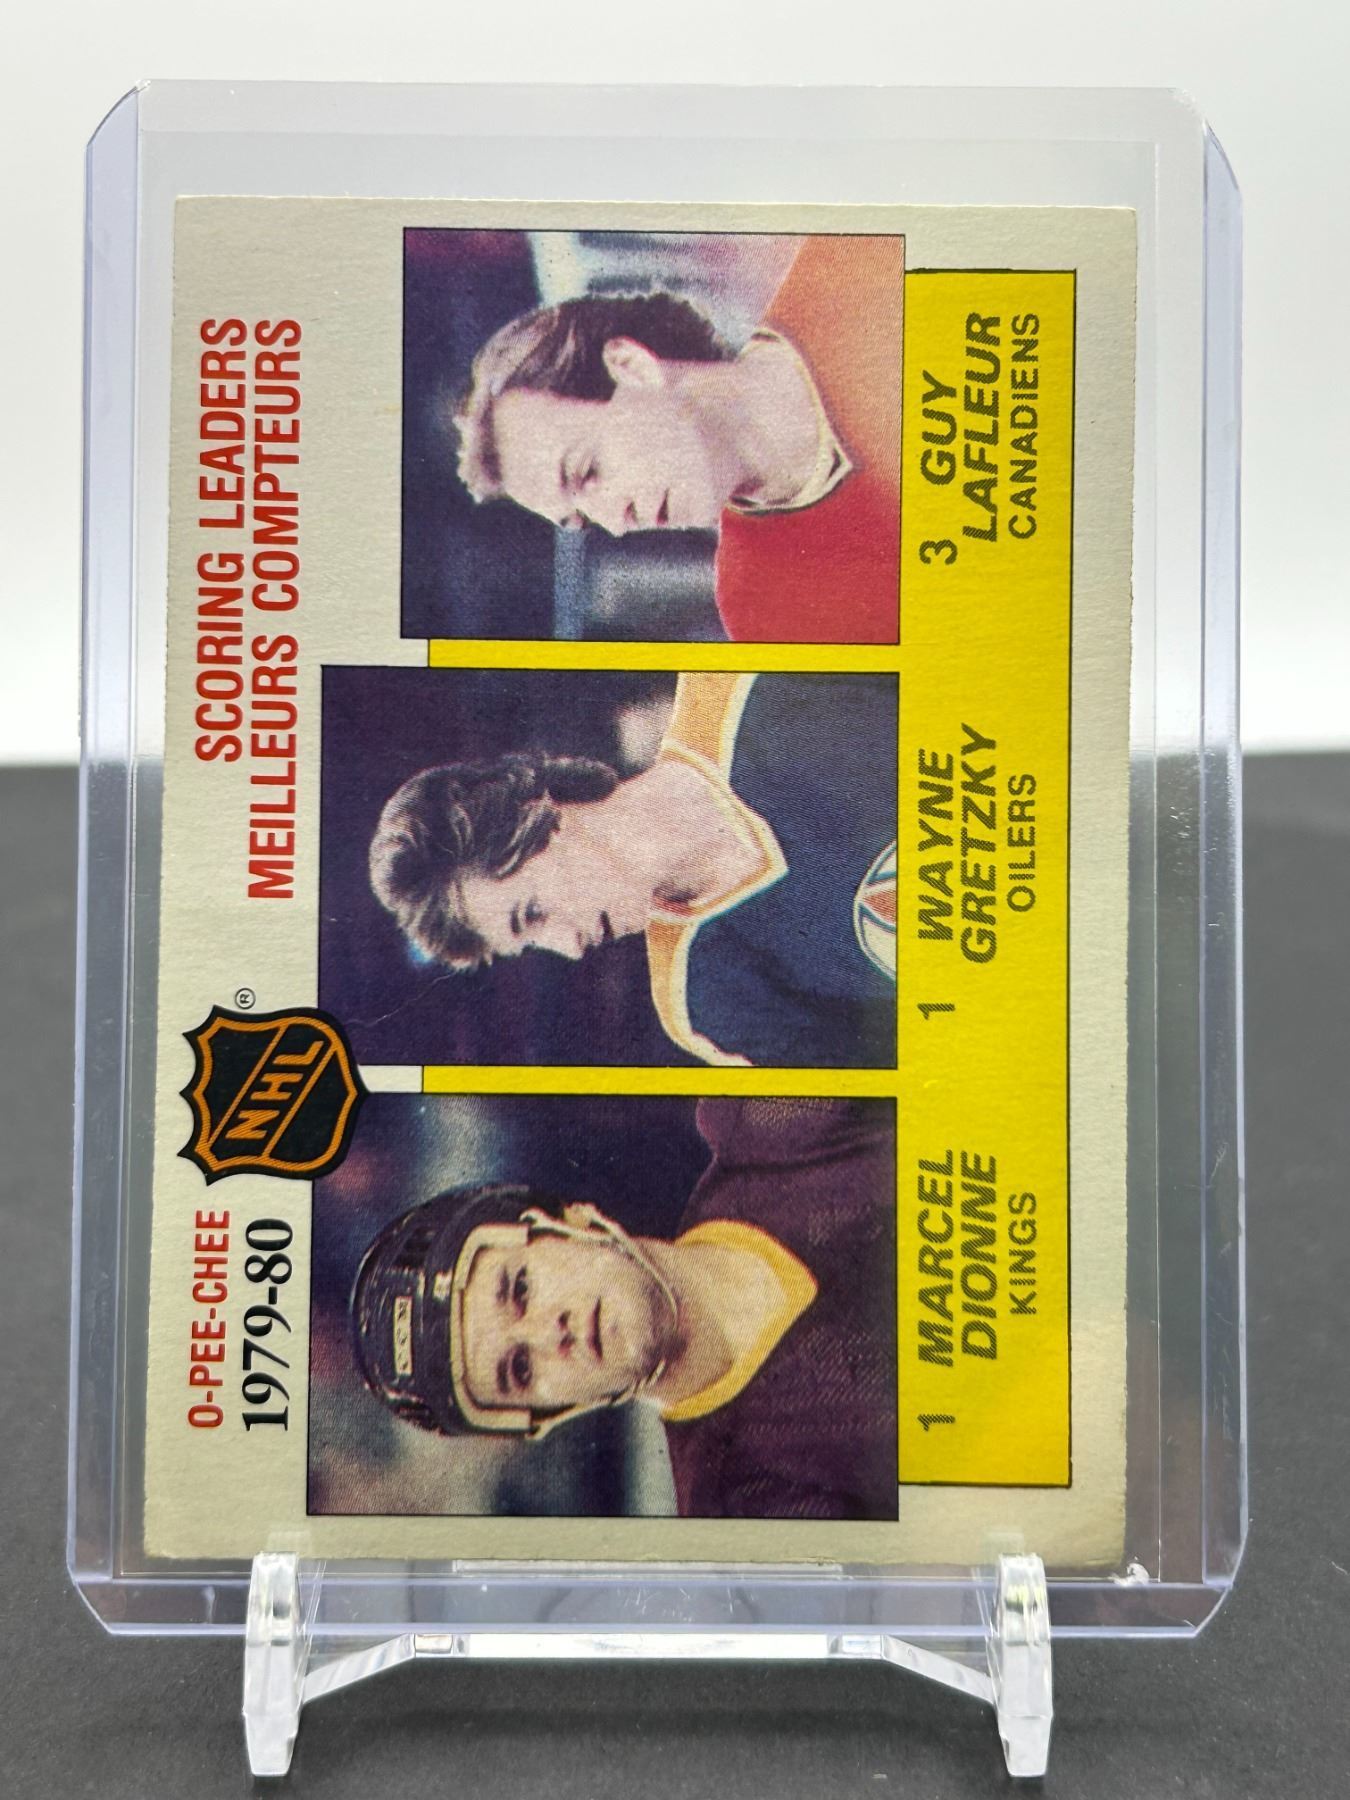 O-PEE-CHEE
1979-80
NHL
®
SCORING LEADERS
MEILLEURS COMPTEURS
CCM
1 MARCEL
DIONNE
KINGS
1 WAYNE
GRETZKY
OILERS
3 GUY
LAFLEUR
CANADIENS